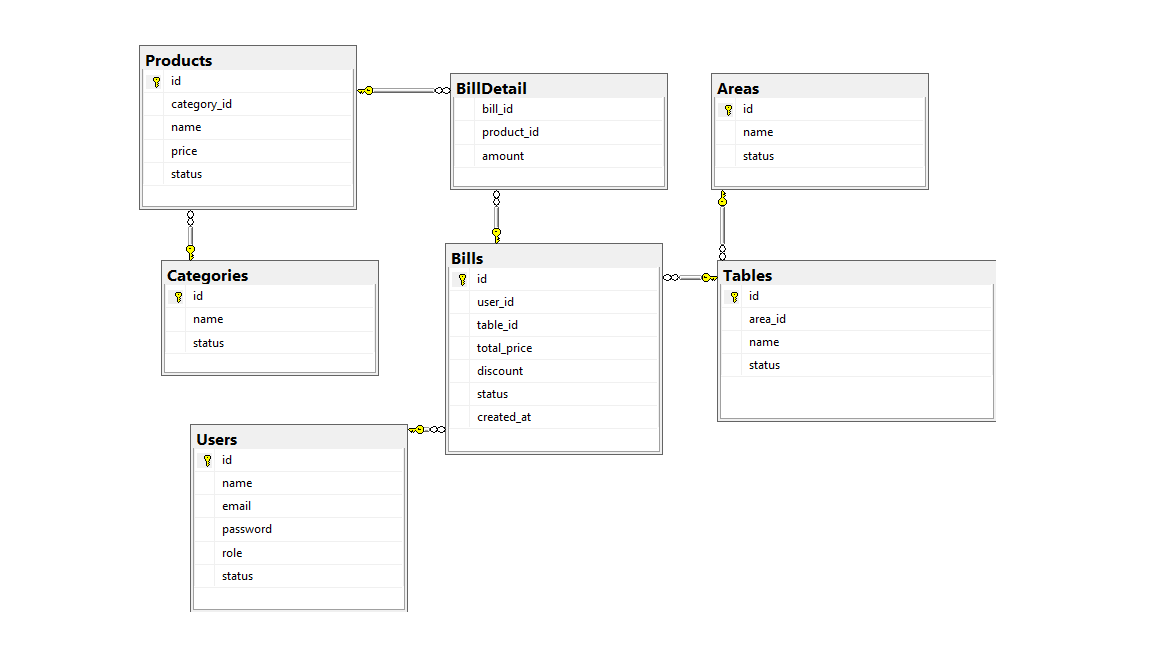 Products
id
category_id
name
price
status
BillDetail
bill_id
product_id
amount
Areas
id
name
status
Categories
id
name
status
Bills
id
user_id
table_id
total_price
discount
status
created_at
Tables
id
area_id
name
status
Users
id
name
email
password
role
status